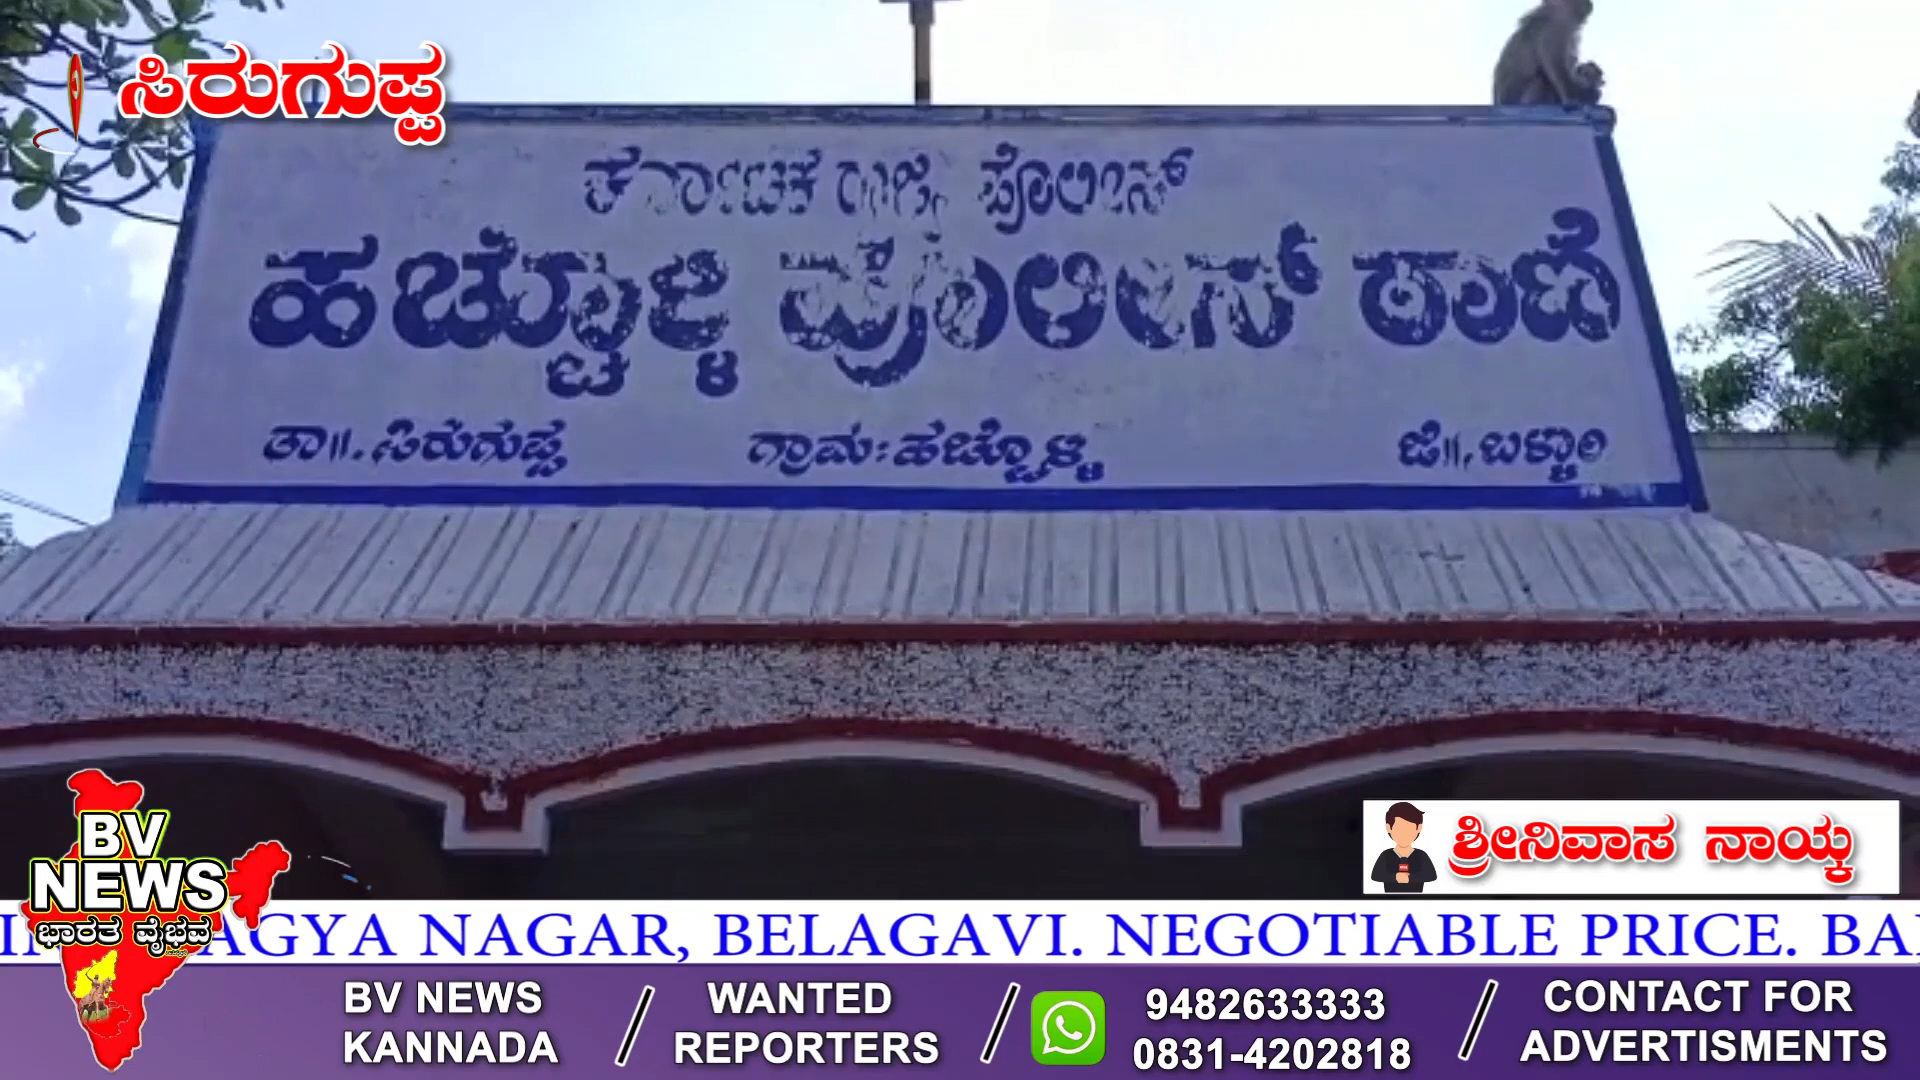 ಸಿರುಗುಪ್ಪ
ಕರ್ನಾಟಕ ರಾಜ್ಯ ಪೊಲೀಸ್
ಹಚ್ಚೊಳ್ಳಿ ಪೊಲೀಸ್ ಠಾಣೆ
ತಾ॥. ಸಿರುಗುಪ್ಪ ಗ್ರಾಮ: ಹಚ್ಚೊಳ್ಳಿ ಜಿ॥. ಬಳ್ಳಾರಿ
ಶ್ರೀನಿವಾಸ ನಾಯ್ಕ
BV
NEWS
ಭಾರತ ವೈಭವ
AGYA NAGAR, BELAGAVI. NEGOTIABLE PRICE. BA
BV NEWS
KANNADA
/
WANTED
REPORTERS
/
9482633333
0831-4202818
/
CONTACT FOR
ADVERTISMENTS